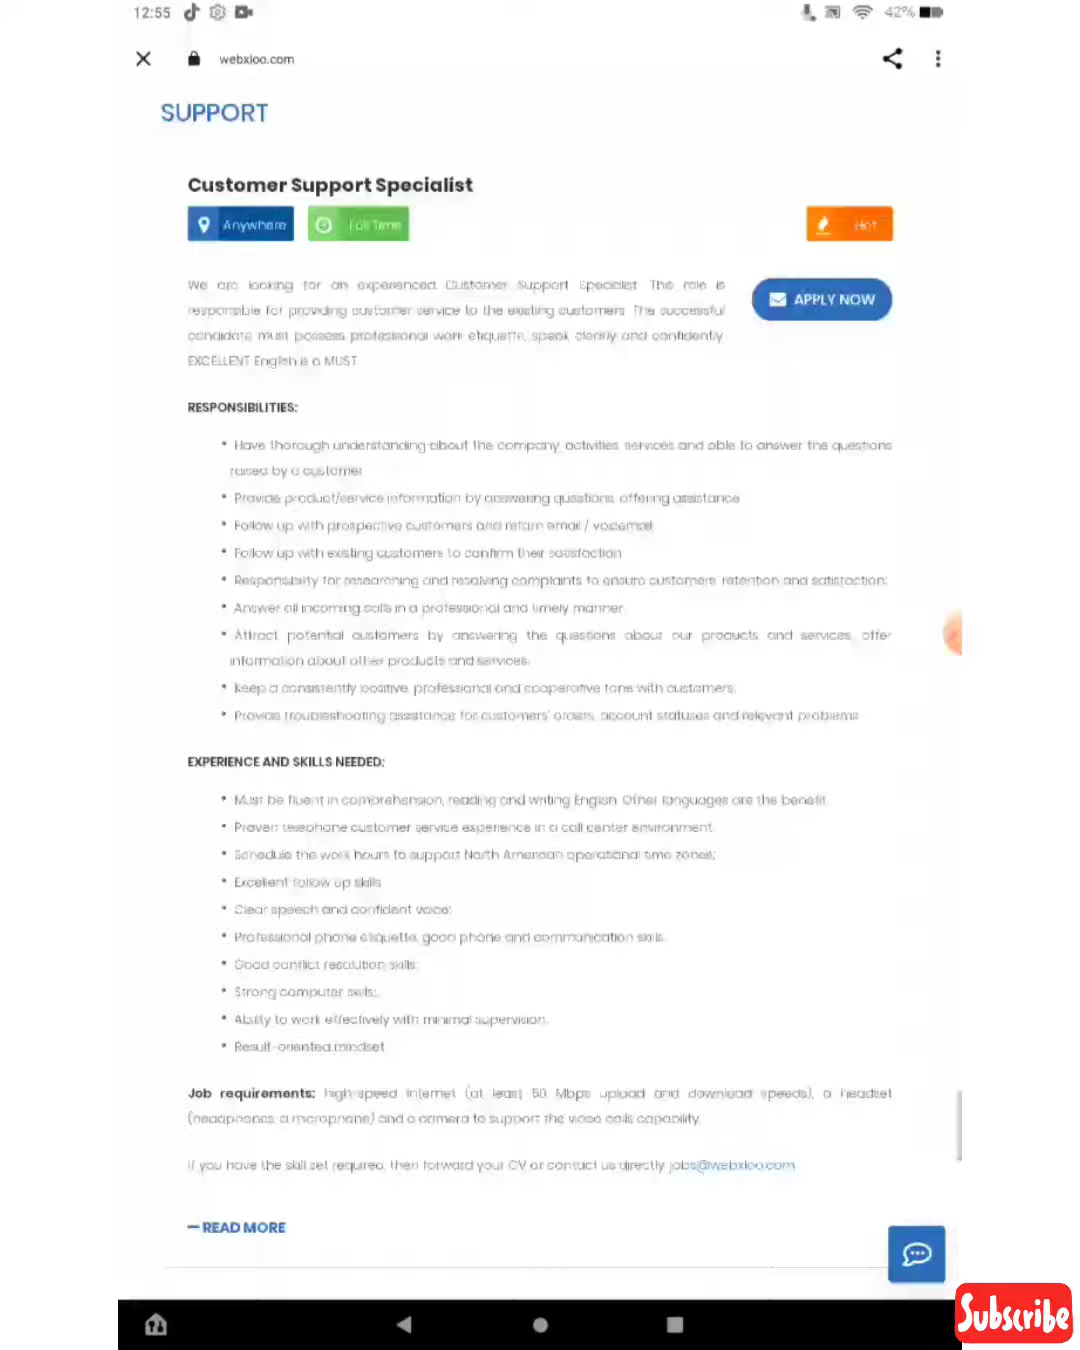 12:55
42%
webxloo.com
SUPPORT
Customer Support Specialist
Anywhere
Full Time
Hot
We are looking for an experienced Customer Support Specialist. The role is
APPLY NOW
responsible for providing customer service to the existing customers. The successful
candidate must possess professional work etiquette, speak clearly and confidently.
EXCELLENT English is a MUST
RESPONSIBILITIES:
• Have thorough understanding about the company, activities, services and able to answer the questions
raised by a customer
• Provide product/service information by answering questions, offering assistance
• Follow up with prospective customers and return email / voicemail
• Follow up with existing customers to confirm their satisfaction
• Responsibility for researching and resolving complaints to ensure customers retention and satisfaction;
• Answer all incoming calls in a professional and timely manner
• Attract potential customers by answering the questions about our products and services, offer
information about other products and services.
• Keep a consistently positive, professional and cooperative tone with customers.
• Provide troubleshooting assistance for customers' orders, account statuses and relevant problems
EXPERIENCE AND SKILLS NEEDED:
• Must be fluent in comprehension, reading and writing English. Other languages are the benefit.
• Proven telephone customer service experience in a call center environment.
• Schedule the work hours to support North American operational time zones;
• Excellent follow up skills
• Clear speech and confident voice;
• Professional phone etiquette, good phone and communication skills.
• Good conflict resolution skills;
• Strong computer skills;
• Ability to work effectively with minimal supervision.
• Result-oriented mindset
Job requirements: high-speed internet (at least 50 Mbps upload and download speeds), a headset
(headphones, a microphone) and a camera to support the video calls capability.
If you have the skill set required, then forward your CV or contact us directly jobs@webxloo.com
— READ MORE
Subscribe